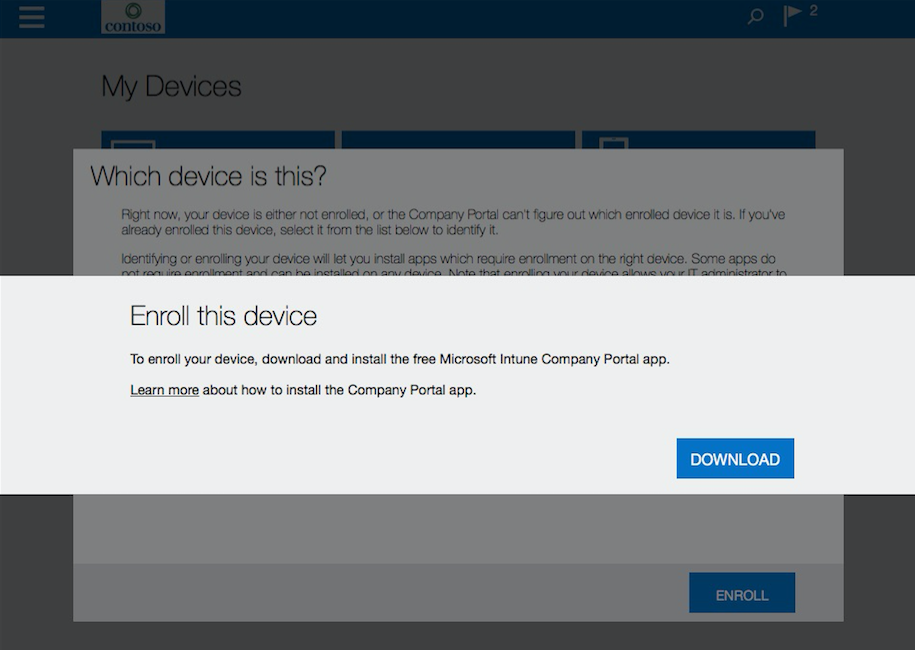 contoso
2
My Devices
Which device is this?
Right now, your device is either not enrolled, or the Company Portal can't figure out which enrolled device it is. If you've
already enrolled this device, select it from the list below to identify it.
Identifying or enrolling your device will let you install apps which require enrollment on the right device. Some apps do
not require enrollment and can be installed on any device. Note that enrolling your device allows your IT administrator to
Enroll this device
To enroll your device, download and install the free Microsoft Intune Company Portal app.
Learn more about how to install the Company Portal app.
DOWNLOAD
ENROLL